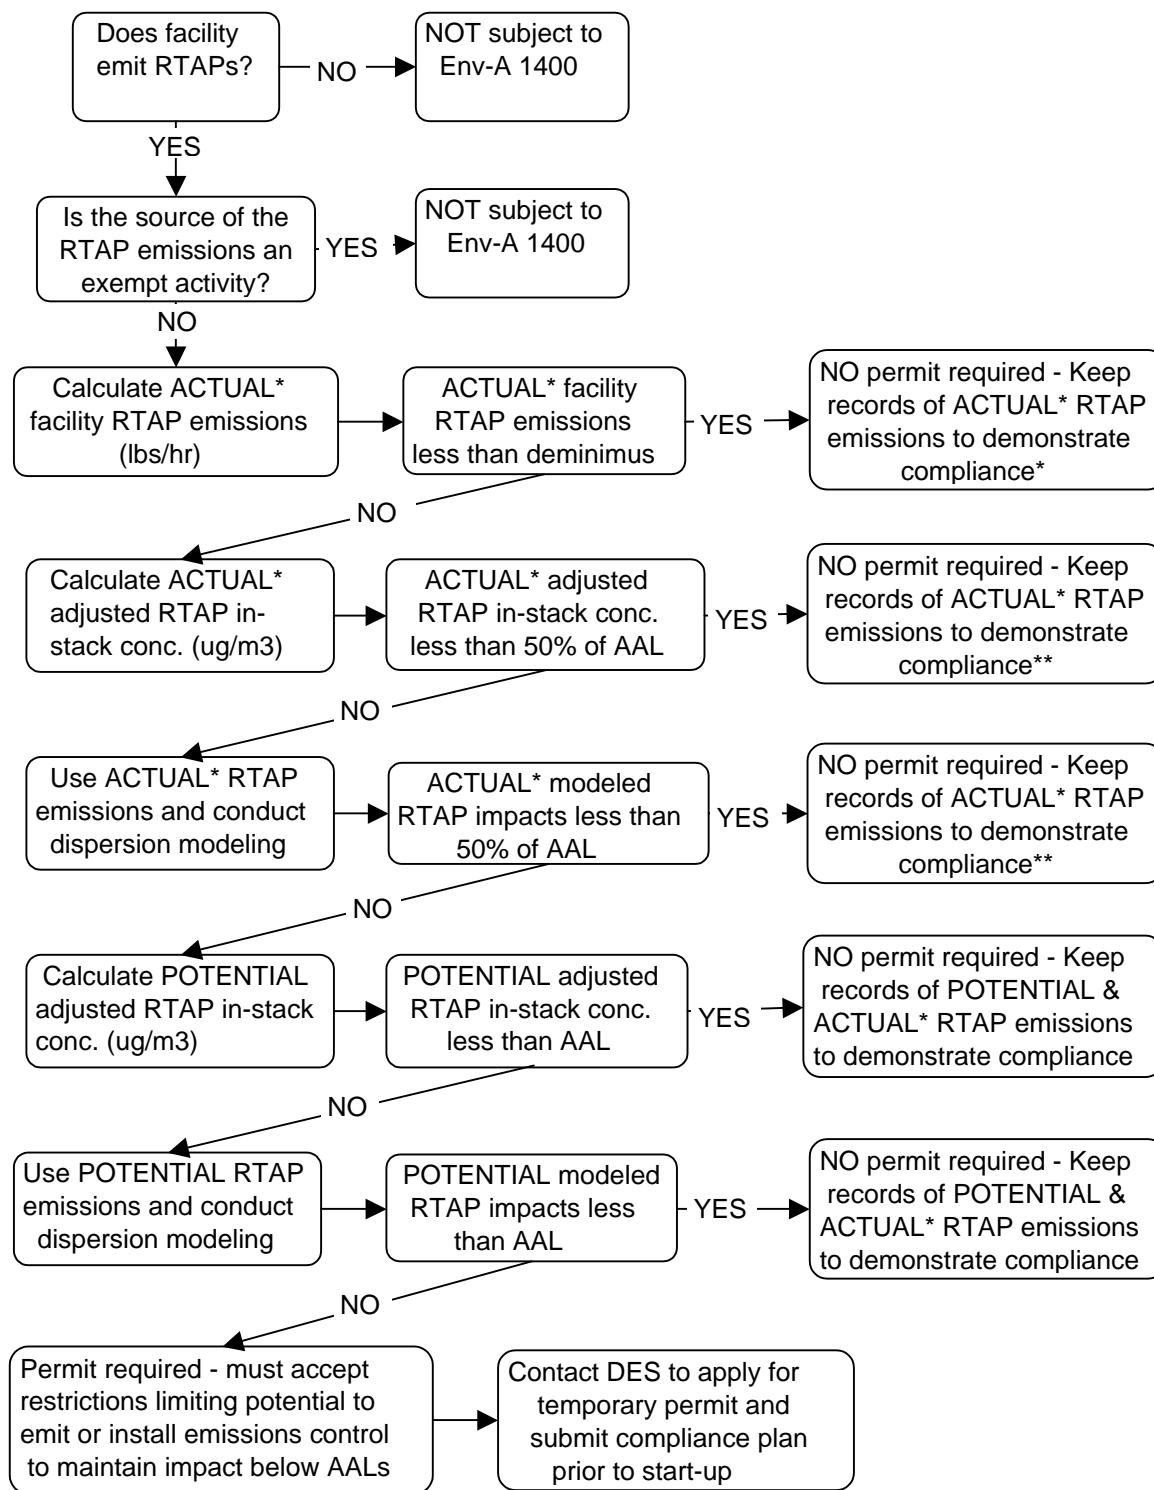 Does facility
emit RTAPs?
NO
NOT subject to
Env-A 1400
YES
Is the source of the
RTAP emissions an
exempt activity?
YES
NOT subject to
Env-A 1400
NO
Calculate ACTUAL*
facility RTAP emissions
(lbs/hr)
ACTUAL* facility
RTAP emissions
less than deminimus
YES
NO permit required - Keep
records of ACTUAL* RTAP
emissions to demonstrate
compliance*
NO
Calculate ACTUAL*
adjusted RTAP in-
stack conc. (ug/m3)
ACTUAL* adjusted
RTAP in-stack conc.
less than 50% of AAL
YES
NO permit required - Keep
records of ACTUAL* RTAP
emissions to demonstrate
compliance**
NO
Use ACTUAL* RTAP
emissions and conduct
dispersion modeling
ACTUAL* modeled
RTAP impacts less than
50% of AAL
YES
NO permit required - Keep
records of ACTUAL* RTAP
emissions to demonstrate
compliance**
NO
Calculate POTENTIAL
adjusted RTAP in-stack
conc. (ug/m3)
POTENTIAL adjusted
RTAP in-stack conc.
less than AAL
YES
NO permit required - Keep
records of POTENTIAL &
ACTUAL* RTAP emissions
to demonstrate compliance
NO
Use POTENTIAL RTAP
emissions and conduct
dispersion modeling
POTENTIAL modeled
RTAP impacts less
than AAL
YES
NO permit required - Keep
records of POTENTIAL &
ACTUAL* RTAP emissions
to demonstrate compliance
NO
Permit required - must accept
restrictions limiting potential to
emit or install emissions control
to maintain impact below AALs
Contact DES to apply for
temporary permit and
submit compliance plan
prior to start-up